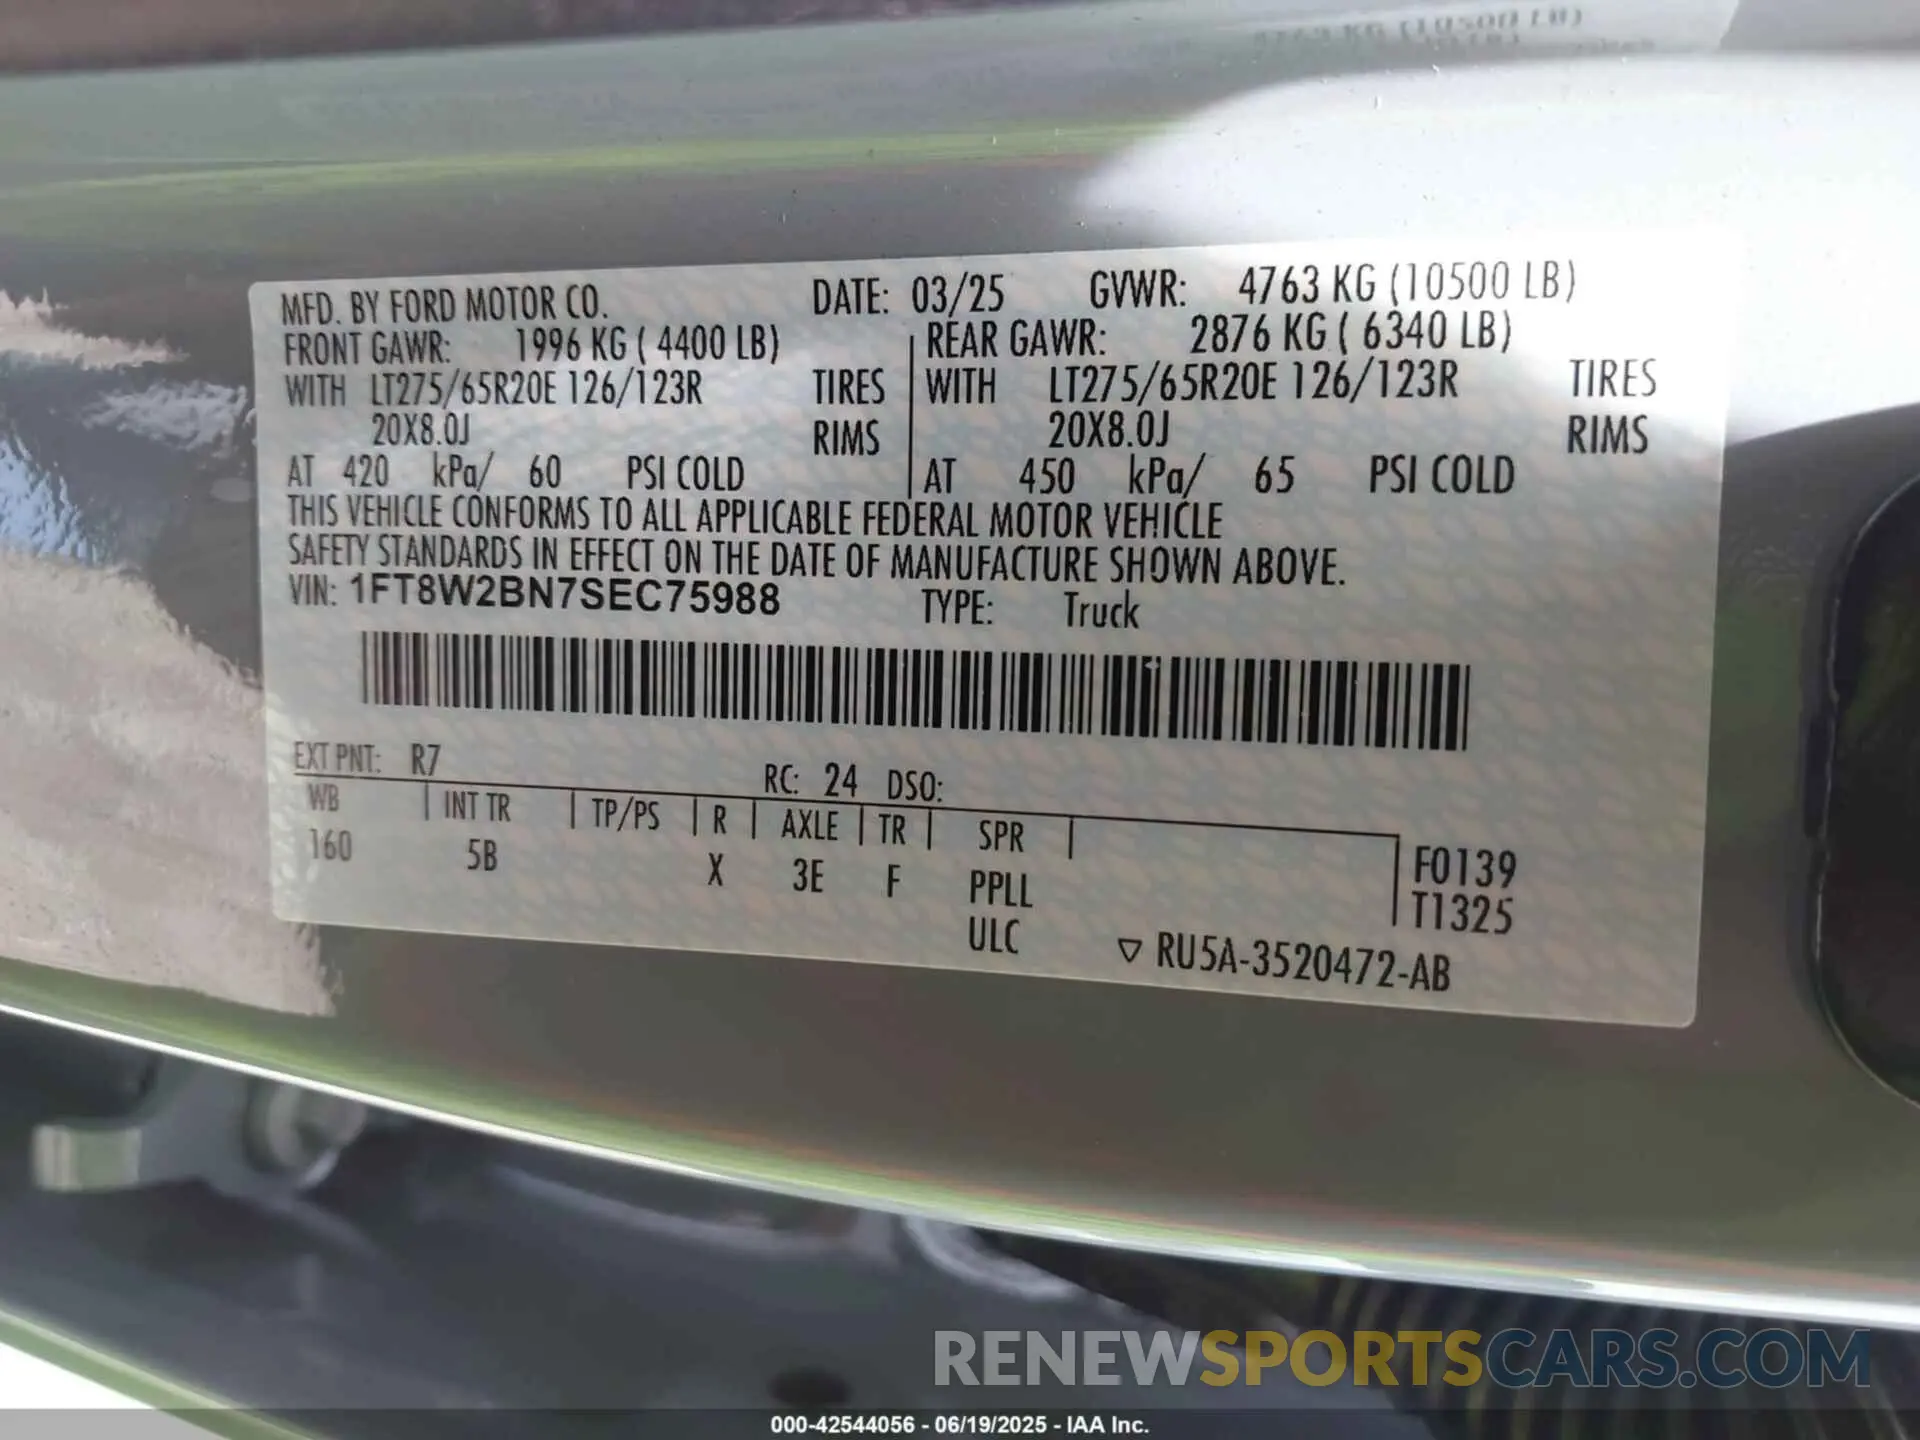 MFD. BY FORD MOTOR CO. DATE: 03/25 GVWR: 4763 KG (10500 LB)
FRONT GAWR: 1996 KG ( 4400 LB) REAR GAWR: 2876 KG ( 6340 LB)
WITH LT275/65R20E 126/123R TIRES WITH LT275/65R20E 126/123R TIRES
20X8.0J RIMS 20X8.0J RIMS
AT 420 kPa/ 60 PSI COLD AT 450 kPa/ 65 PSI COLD
THIS VEHICLE CONFORMS TO ALL APPLICABLE FEDERAL MOTOR VEHICLE
SAFETY STANDARDS IN EFFECT ON THE DATE OF MANUFACTURE SHOWN ABOVE.
VIN: 1FT8W2BN7SEC75988 TYPE: Truck
EXT PNT: R7 RC: 24 DSO:
WB INT TR TP/PS R AXLE TR SPR
160 5B X 3E F PPLL
ULC
F0139
T1325
▽ RU5A-3520472-AB
RENEWSPORTSCARS.COM
000-42544056 - 06/19/2025 - IAA Inc.